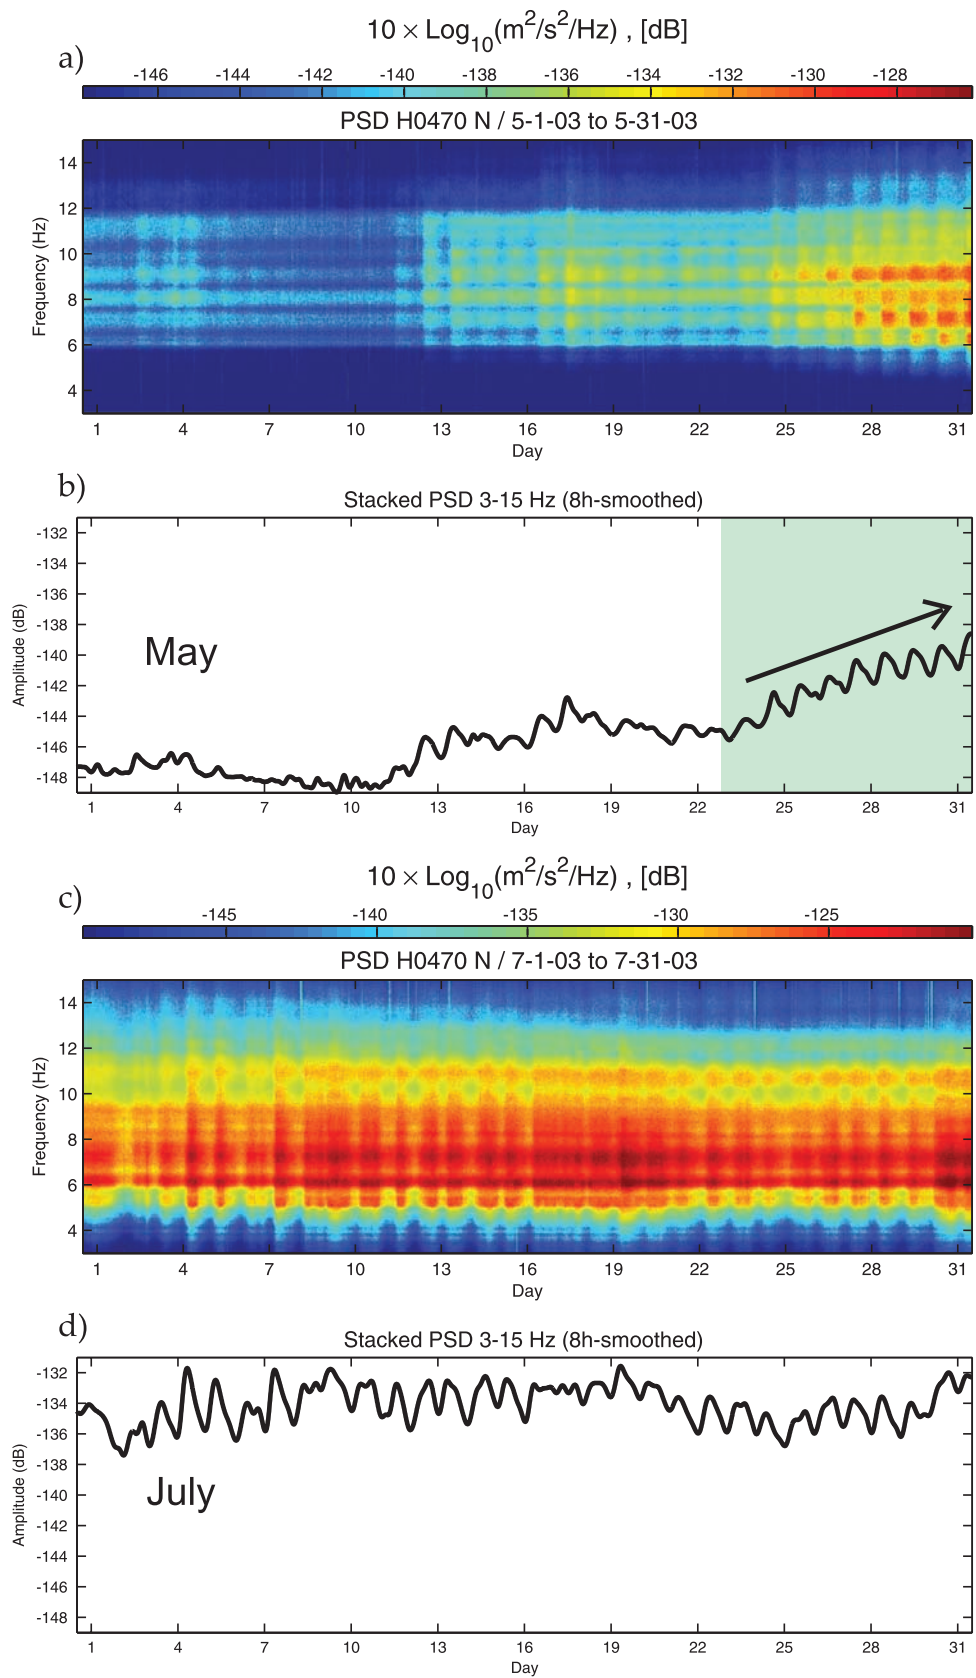 10 × Log10(m2/s2/Hz) , [dB]
a)
-146 -144 -142 -140 -138 -136 -134 -132 -130 -128
PSD H0470 N / 5-1-03 to 5-31-03
14
12
10
8
6
4
Frequency (Hz)
1 4 7 10 13 16 19 22 25 28 31
Day
b)
Stacked PSD 3-15 Hz (8h-smoothed)
-132
-134
-136
-138
-140
-142
-144
-146
-148
Amplitude (dB)
May
1 4 7 10 13 16 19 22 25 28 31
Day
10 × Log10(m2/s2/Hz) , [dB]
c)
-145 -140 -135 -130 -125
PSD H0470 N / 7-1-03 to 7-31-03
14
12
10
8
6
4
Frequency (Hz)
1 4 7 10 13 16 19 22 25 28 31
Day
d)
Stacked PSD 3-15 Hz (8h-smoothed)
-132
-134
-136
-138
-140
-142
-144
-146
-148
Amplitude (dB)
July
1 4 7 10 13 16 19 22 25 28 31
Day